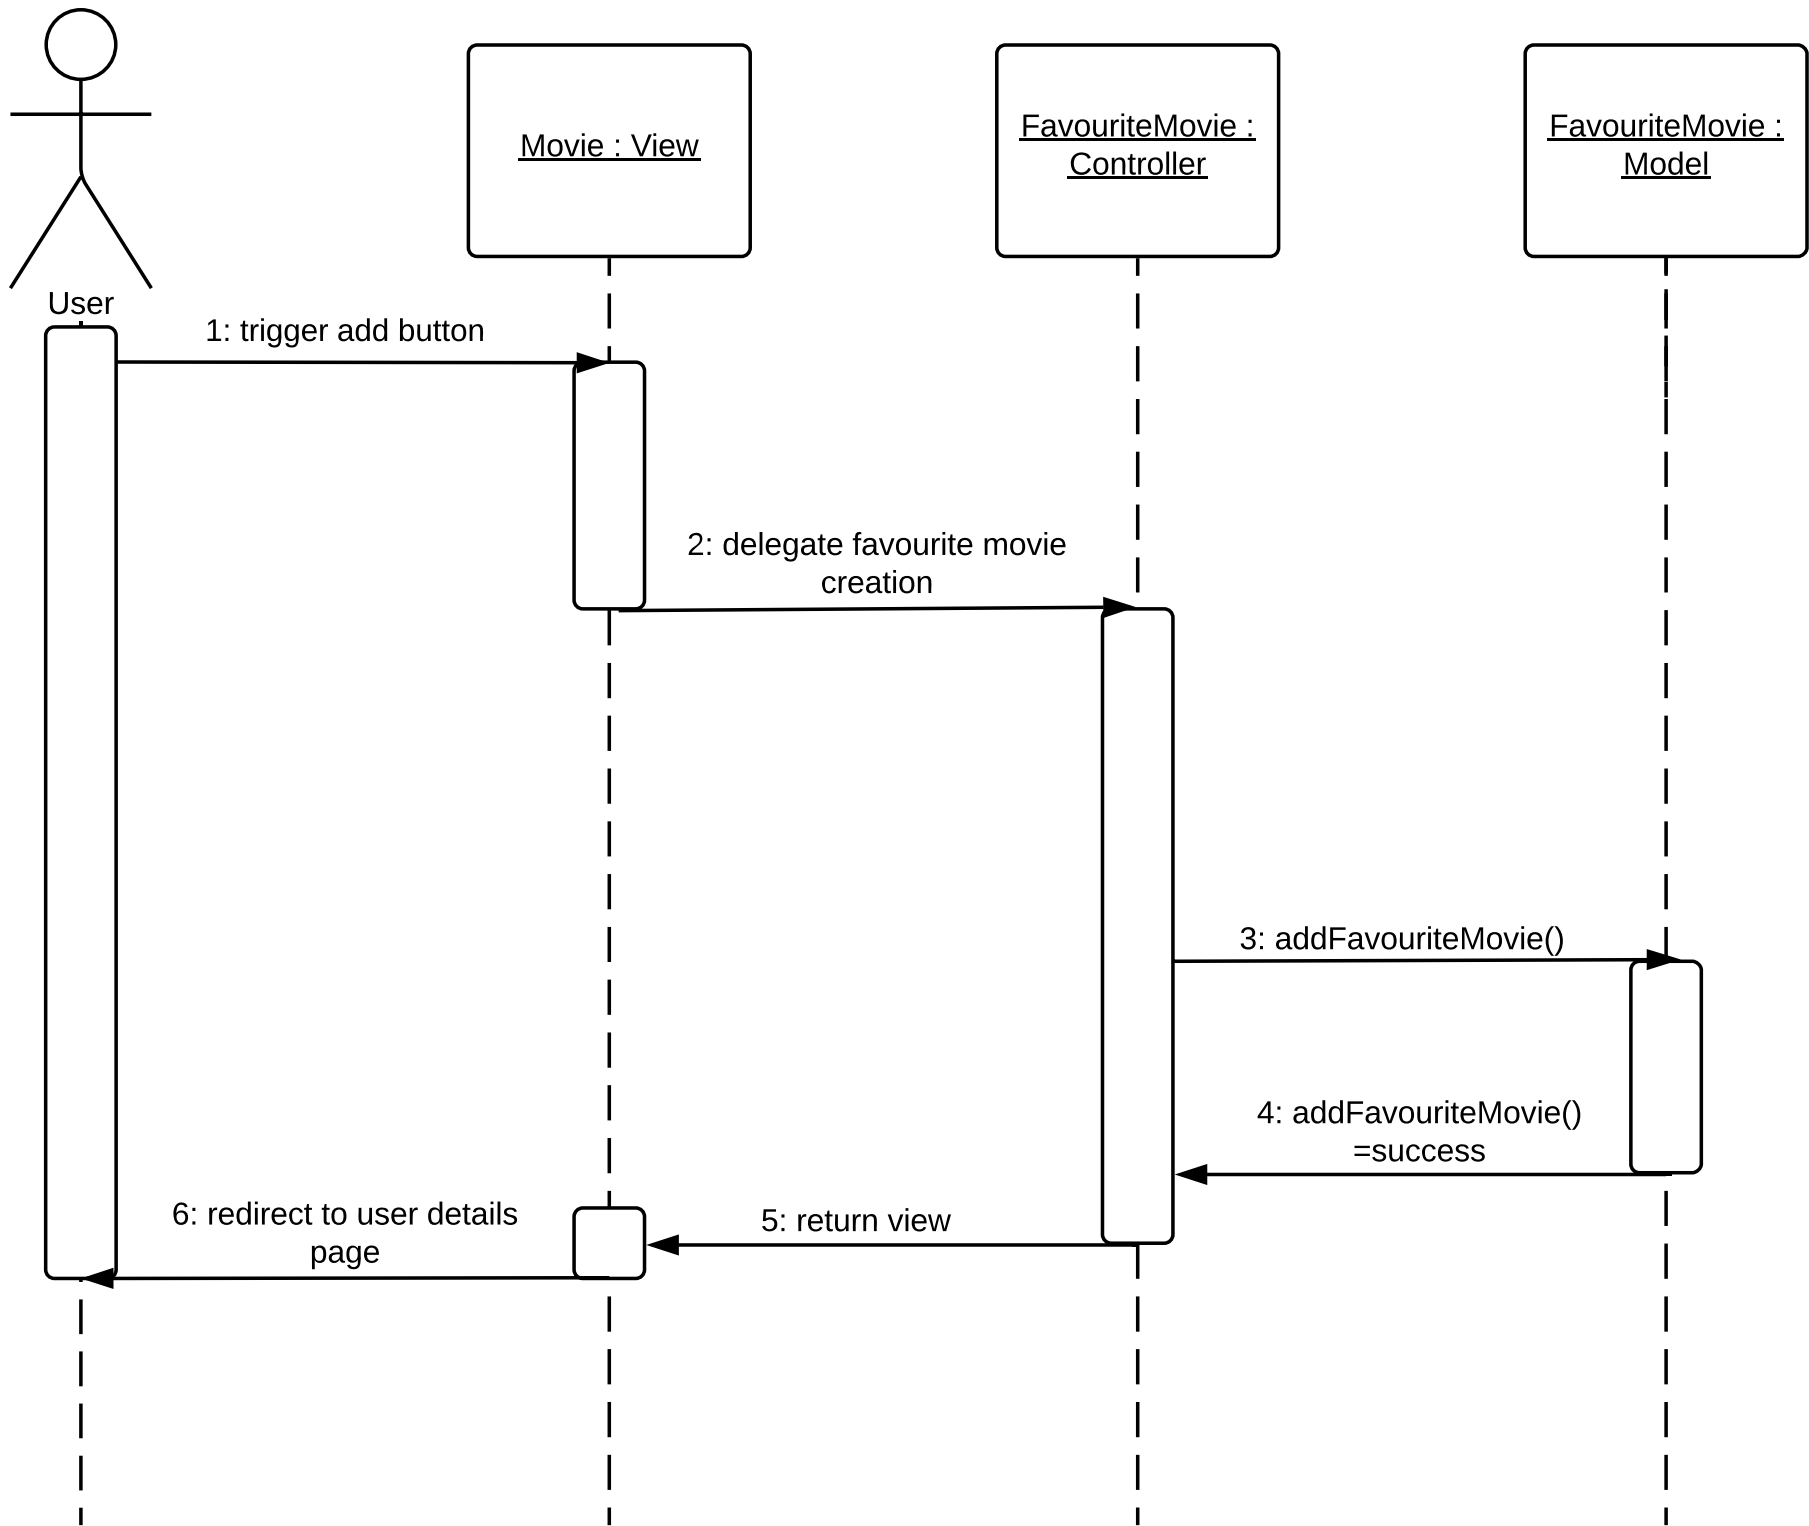 Movie : View
FavouriteMovie :
Controller
FavouriteMovie :
Model
User
1: trigger add button
2: delegate favourite movie
creation
3: addFavouriteMovie()
4: addFavouriteMovie()
=success
5: return view
6: redirect to user details
page